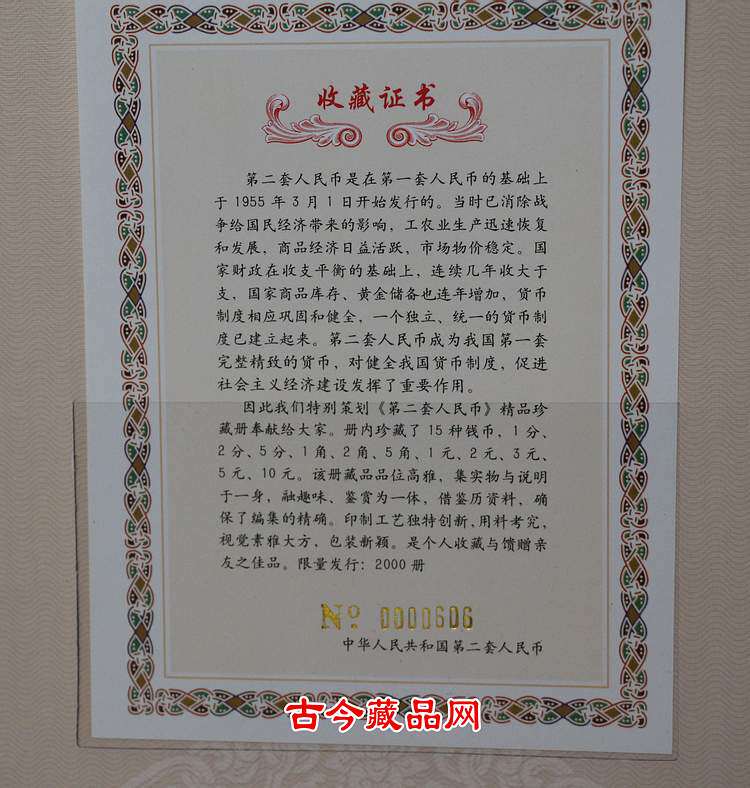 收藏证书
第二套人民币是在第一套人民币的基础上
于1955年3月1日开始发行的。当时已消除战
争给国民经济带来的影响，工农业生产迅速恢复
和发展，商品经济日益活跃，市场物价稳定。国
家财政在收支平衡的基础上，连续几年收大于
支，国家商品库存、黄金储备也连年增加，货币
制度相应巩固和健全，一个独立、统一的货币制
度已建立起来。第二套人民币成为我国第一套
完整精致的货币，对健全我国货币制度，促进
社会主义经济建设发挥了重要作用。
因此我们特别策划《第二套人民币》精品珍
藏册奉献给大家。册内珍藏了15种钱币，1分、
2分、5分、1角、2角、5角、1元、2元、3元、
5元、10元。该册藏品品位高雅，集实物与说明
于一身，融趣味、鉴赏为一体，借鉴历资料，确
保了编集的精确。印制工艺独特创新，用料考究，
视觉素雅大方，包装新颖。是个人收藏与馈赠亲
友之佳品。限量发行：2000册
№ 0000606
中华人民共和国第二套人民币
古今藏品网